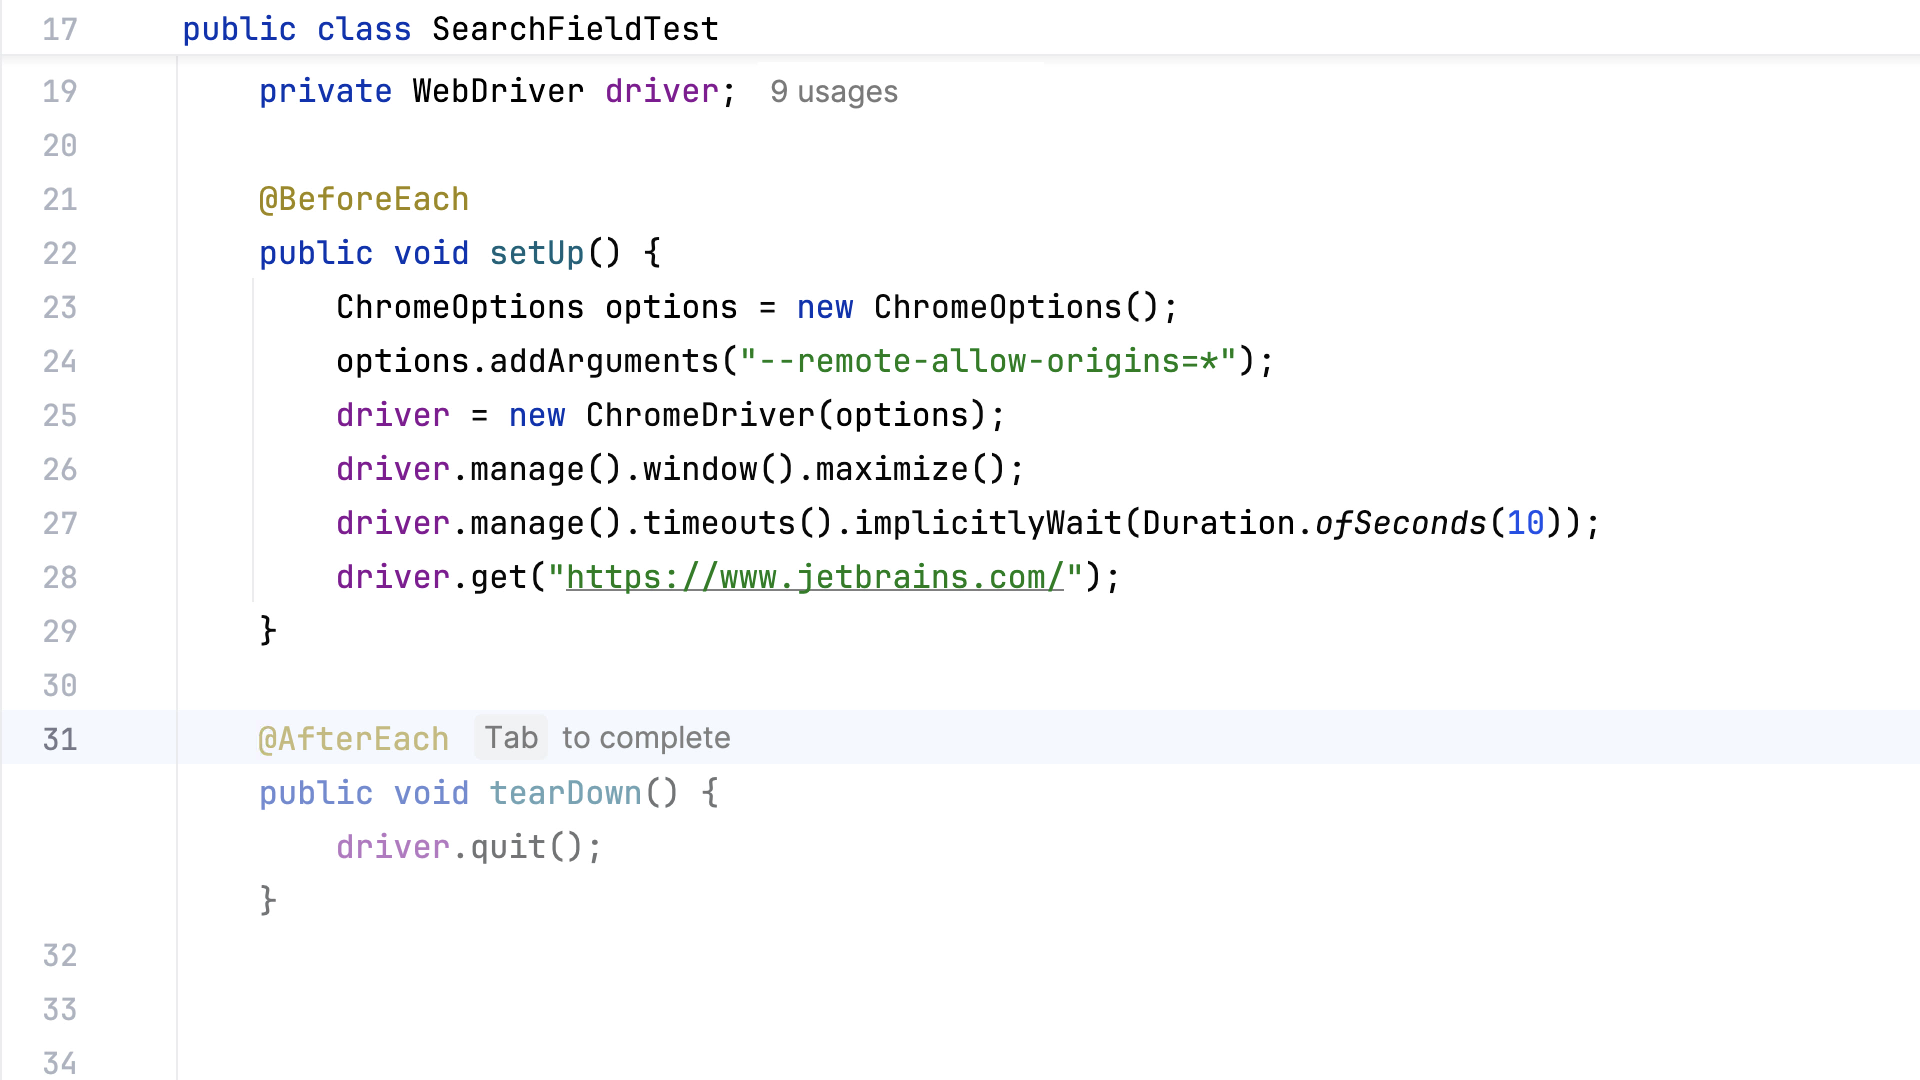 17 public class SearchFieldTest
19 private WebDriver driver; 9 usages
20
21 @BeforeEach
22 public void setUp() {
23 ChromeOptions options = new ChromeOptions();
24 options.addArguments("--remote-allow-origins=*");
25 driver = new ChromeDriver(options);
26 driver.manage().window().maximize();
27 driver.manage().timeouts().implicitlyWait(Duration.ofSeconds(10));
28 driver.get("https://www.jetbrains.com/");
29 }
30
31 @AfterEach Tab to complete
public void tearDown() {
driver.quit();
}
32
33
34